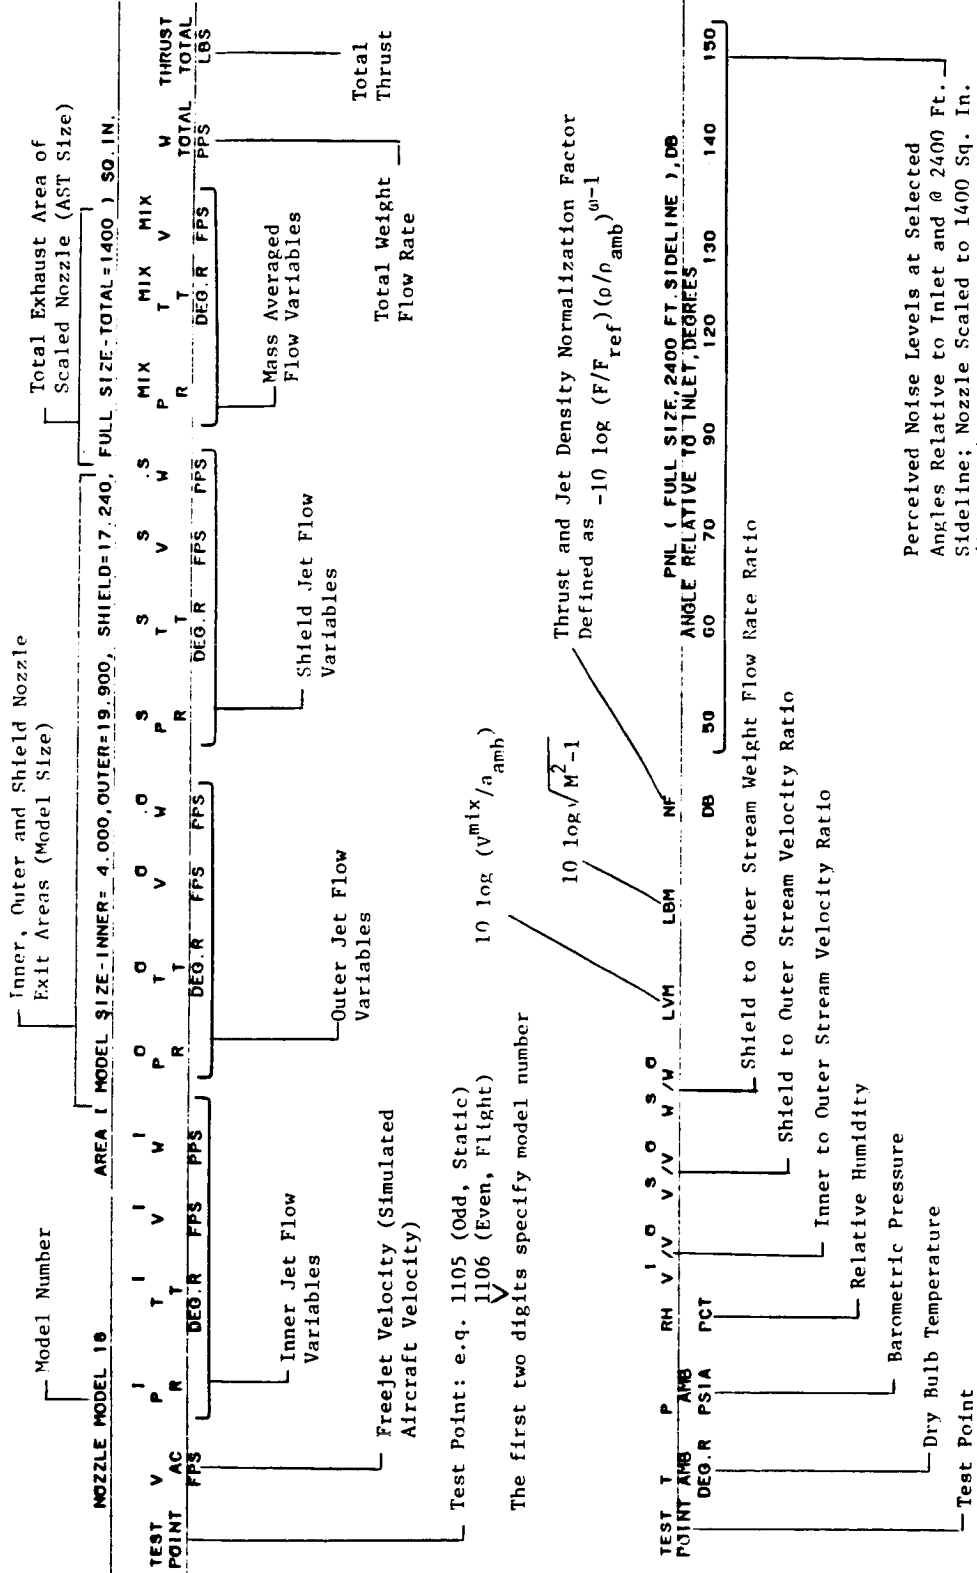 Model Number
Inner, Outer and Shield Nozzle
Exit Areas (Model Size)
Total Exhaust Area of
Scaled Nozzle (AST Size)
NOZZLE MODEL 18 AREA [ MODEL SIZE-INNER= 4.000,OUTER=19.900, SHIELD=17.240, FULL SIZE-TOTAL=1400 ) SQ.IN.
I I I I O O O O S S S S MIX MIX MIX
TEST V P T V W P T V W P T V W P T V W THRUST
POINT AC R T R T R T R T TOTAL TOTAL
FPS DEG.R FPS PPS DEG.R FPS PPS DEG.R FPS PPS DEG.R FPS PPS LBS
Inner Jet Flow
Variables
Outer Jet Flow
Variables
Shield Jet Flow
Variables
Mass Averaged
Flow Variables
Total
Thrust
Total Weight
Flow Rate
Freejet Velocity (Simulated
Aircraft Velocity)
Test Point: e.q. 1105 (Odd, Static)
1106 (Even, Flight)
The first two digits specify model number
10 log (V^mix/a_amb)
10 log√M²-1
Thrust and Jet Density Normalization Factor
Defined as -10 log (F/F_ref)(ρ/ρ_amb)^ω-1
PNL ( FULL SIZE,2400 FT.SIDELINE ),DB
TEST T P RH V I/V O V S/V O W S/W O LVM LBM NF ANGLE RELATIVE TO INLET,DEGREES
POINT AMB AMB
DEG.R PSIA PCT DB 50 60 70 90 120 130 140 150
Shield to Outer Stream Weight Flow Rate Ratio
Shield to Outer Stream Velocity Ratio
Inner to Outer Stream Velocity Ratio
Relative Humidity
Barometric Pressure
Dry Bulb Temperature
Test Point
Perceived Noise Levels at Selected
Angles Relative to Inlet and @ 2400 Ft.
Sideline; Nozzle Scaled to 1400 Sq. In.